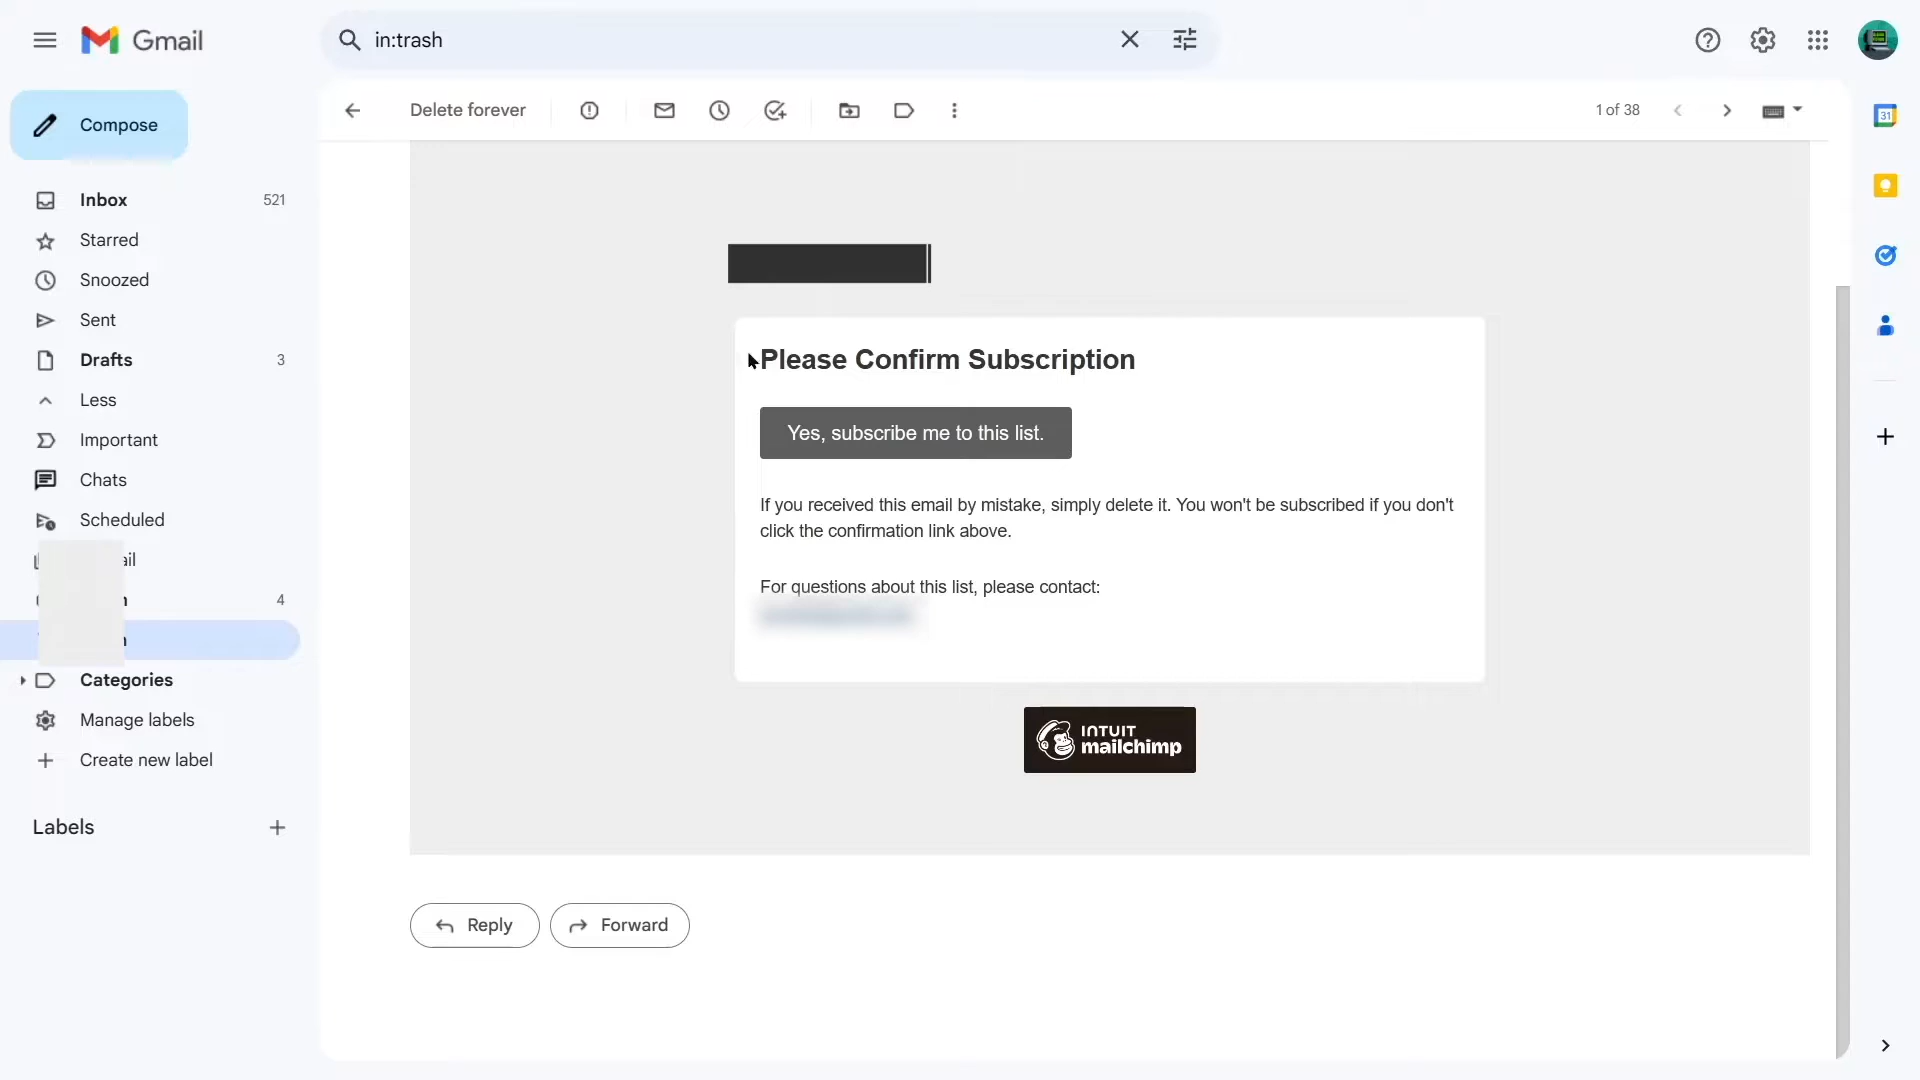 Gmail
in:trash
Compose
Delete forever
1 of 38
31
Inbox 521
Starred
Snoozed
Sent
Drafts 3
Less
Important
Chats
Scheduled
4
Categories
Manage labels
Create new label
Labels
Please Confirm Subscription
Yes, subscribe me to this list.
If you received this email by mistake, simply delete it. You won't be subscribed if you don't
click the confirmation link above.
For questions about this list, please contact:
INTUIT
mailchimp
Reply
Forward